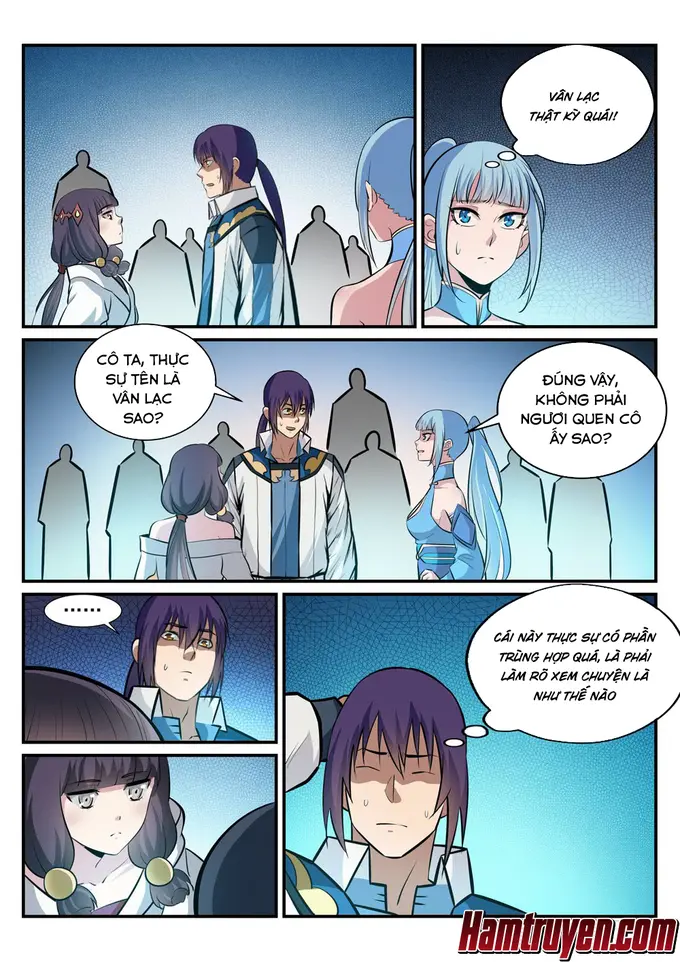 VÂN LẠC
THẬT KỲ QUÁI!
CÔ TA, THỰC
SỰ TÊN LÀ
VÂN LẠC
SAO?
ĐÚNG VẬY,
KHÔNG PHẢI
NGƯƠI QUEN CÔ
ẤY SAO?
......
CÁI NÀY THỰC SỰ CÓ PHẦN
TRÙNG HỢP QUÁ, LÀ PHẢI
LÀM RÕ XEM CHUYỆN LÀ
NHƯ THẾ NÀO
Hamtruyen.com